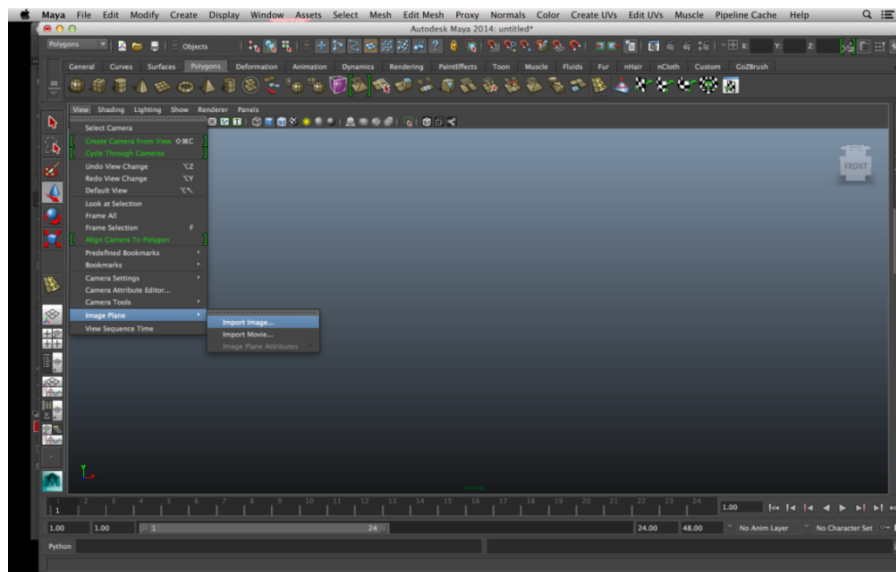 Maya File Edit Modify Create Display Window Assets Select Mesh Edit Mesh Proxy Normals Color Create UVs Edit UVs Muscle Pipeline Cache Help
Autodesk Maya 2014: untitled*
Polygons Objects X: Y: Z:
General Curves Surfaces Polygons Deformation Animation Dynamics Rendering PaintEffects Toon Muscle Fluids Fur nHair nCloth Custom GoZBrush
View Shading Lighting Show Renderer Panels
Select Camera
Create Camera From View ⇧⌘C
Cycle Through Cameras
Undo View Change ⌥Z
Redo View Change ⌥Y
Default View
Look at Selection
Frame All
Frame Selection F
Align Camera To Polygon
Predefined Bookmarks
Bookmarks
Camera Settings
Camera Attribute Editor...
Camera Tools
Image Plane
View Sequence Time
Import Image...
Import Movie...
Image Plane Attributes
FRONT
Y
1 2 3 4 5 6 7 8 9 10 11 12 13 14 15 16 17 18 19 20 21 22 23 24
1 1.00
1.00 1.00 1 24 24.00 48.00 No Anim Layer No Character Set
Python